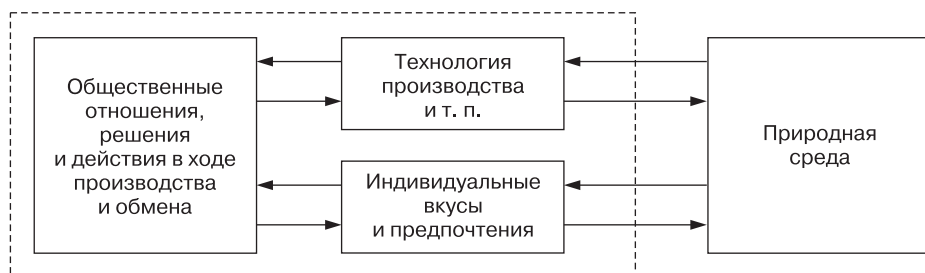 Общественные
отношения,
решения
и действия в ходе
производства
и обмена
Технология
производства
и т. п.
Индивидуальные
вкусы
и предпочтения
Природная
среда